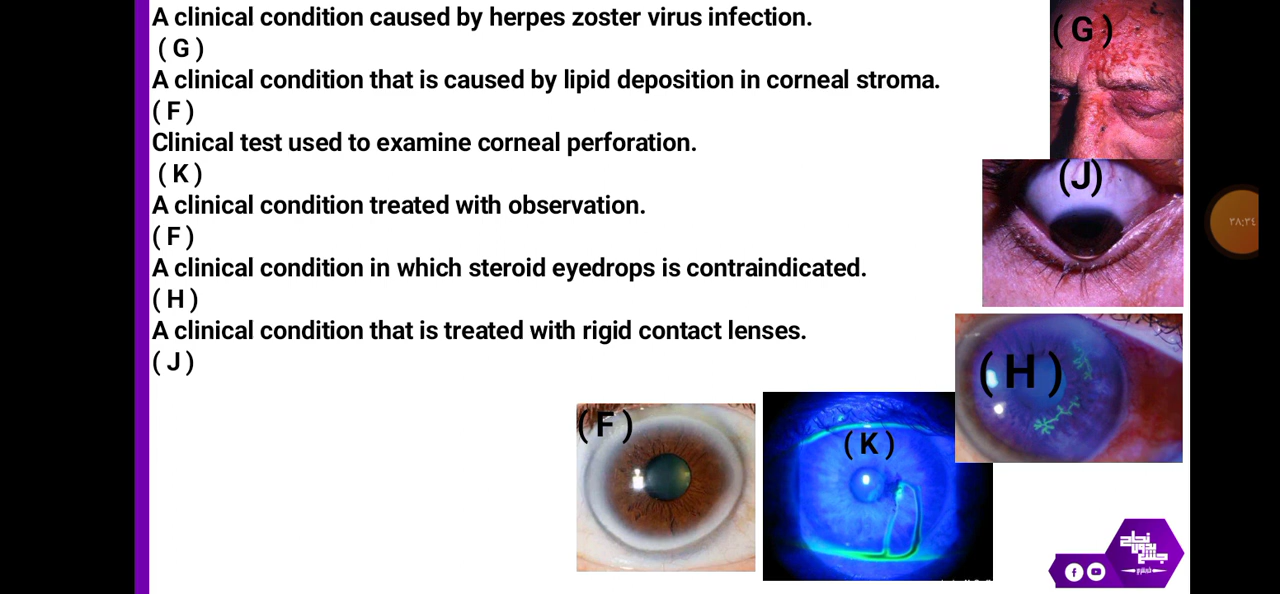 A clinical condition caused by herpes zoster virus infection.
( G )
A clinical condition that is caused by lipid deposition in corneal stroma.
( F )
Clinical test used to examine corneal perforation.
( K )
A clinical condition treated with observation.
( F )
A clinical condition in which steroid eyedrops is contraindicated.
( H )
A clinical condition that is treated with rigid contact lenses.
( J )
( G )
(J)
( H )
( F )
( K )
٣٨:٣٤